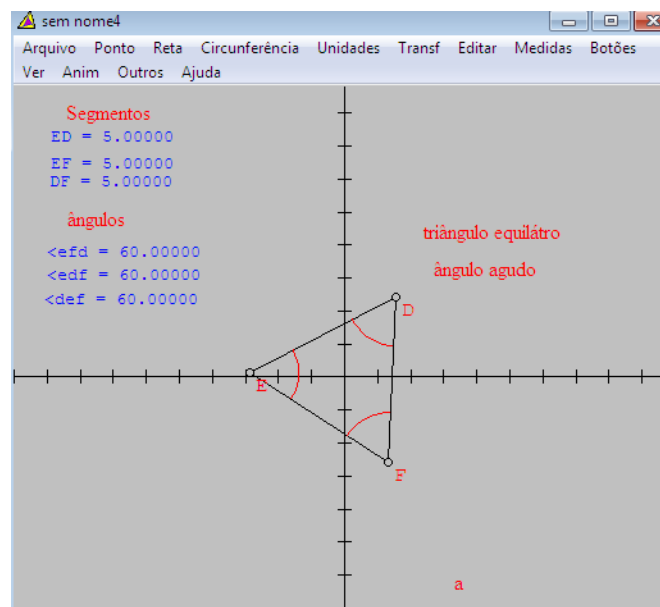 sem nome4
Arquivo Ponto Reta Circunferência Unidades Transf Editar Medidas Botões
Ver Anim Outros Ajuda
Segmentos
ED = 5.00000
EF = 5.00000
DF = 5.00000
ângulos
<efd = 60.00000
<edf = 60.00000
<def = 60.00000
triângulo equilátro
ângulo agudo
D
E
F
a